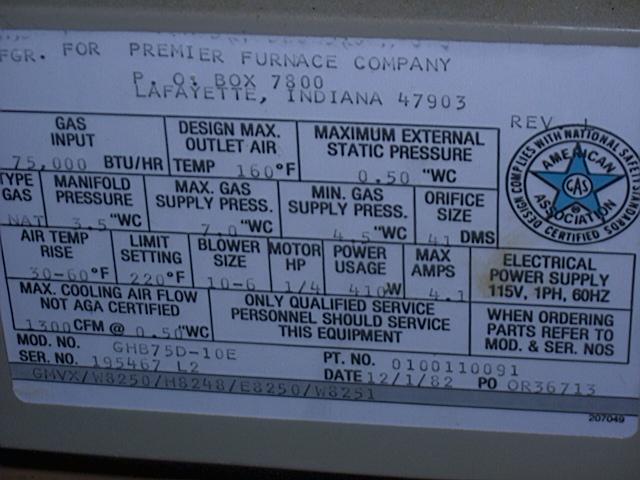 MFGR. FOR PREMIER FURNACE COMPANY
P. O. BOX 7800
LAFAYETTE, INDIANA 47903
REV 1
GAS INPUT
75,000 BTU/HR
DESIGN MAX. OUTLET AIR
TEMP 160°F
MAXIMUM EXTERNAL STATIC PRESSURE
0.50 "WC
DESIGN COMPLIES WITH NATIONAL SAFETY STANDARDS
AMERICAN GAS ASSOCIATION
CERTIFIED
TYPE GAS
NAT
MANIFOLD PRESSURE
3.5 "WC
MAX. GAS SUPPLY PRESS.
7.0 "WC
MIN. GAS SUPPLY PRESS.
4.5 "WC
ORIFICE SIZE
41 DMS
AIR TEMP RISE
30-60°F
LIMIT SETTING
220°F
BLOWER SIZE
10-6
MOTOR HP
1/4
POWER USAGE
410W
MAX AMPS
4.1
ELECTRICAL POWER SUPPLY
115V, 1PH, 60HZ
MAX. COOLING AIR FLOW
NOT AGA CERTIFIED
1300 CFM @ 0.50 "WC
ONLY QUALIFIED SERVICE
PERSONNEL SHOULD SERVICE
THIS EQUIPMENT
WHEN ORDERING
PARTS REFER TO
MOD. & SER. NOS
MOD. NO. GHB75D-10E
PT. NO. 0100110091
SER. NO. 195467 L2
DATE 12/1/82 PO OR36713
GMVX/W8250/H8248/E8250/W8251
207049